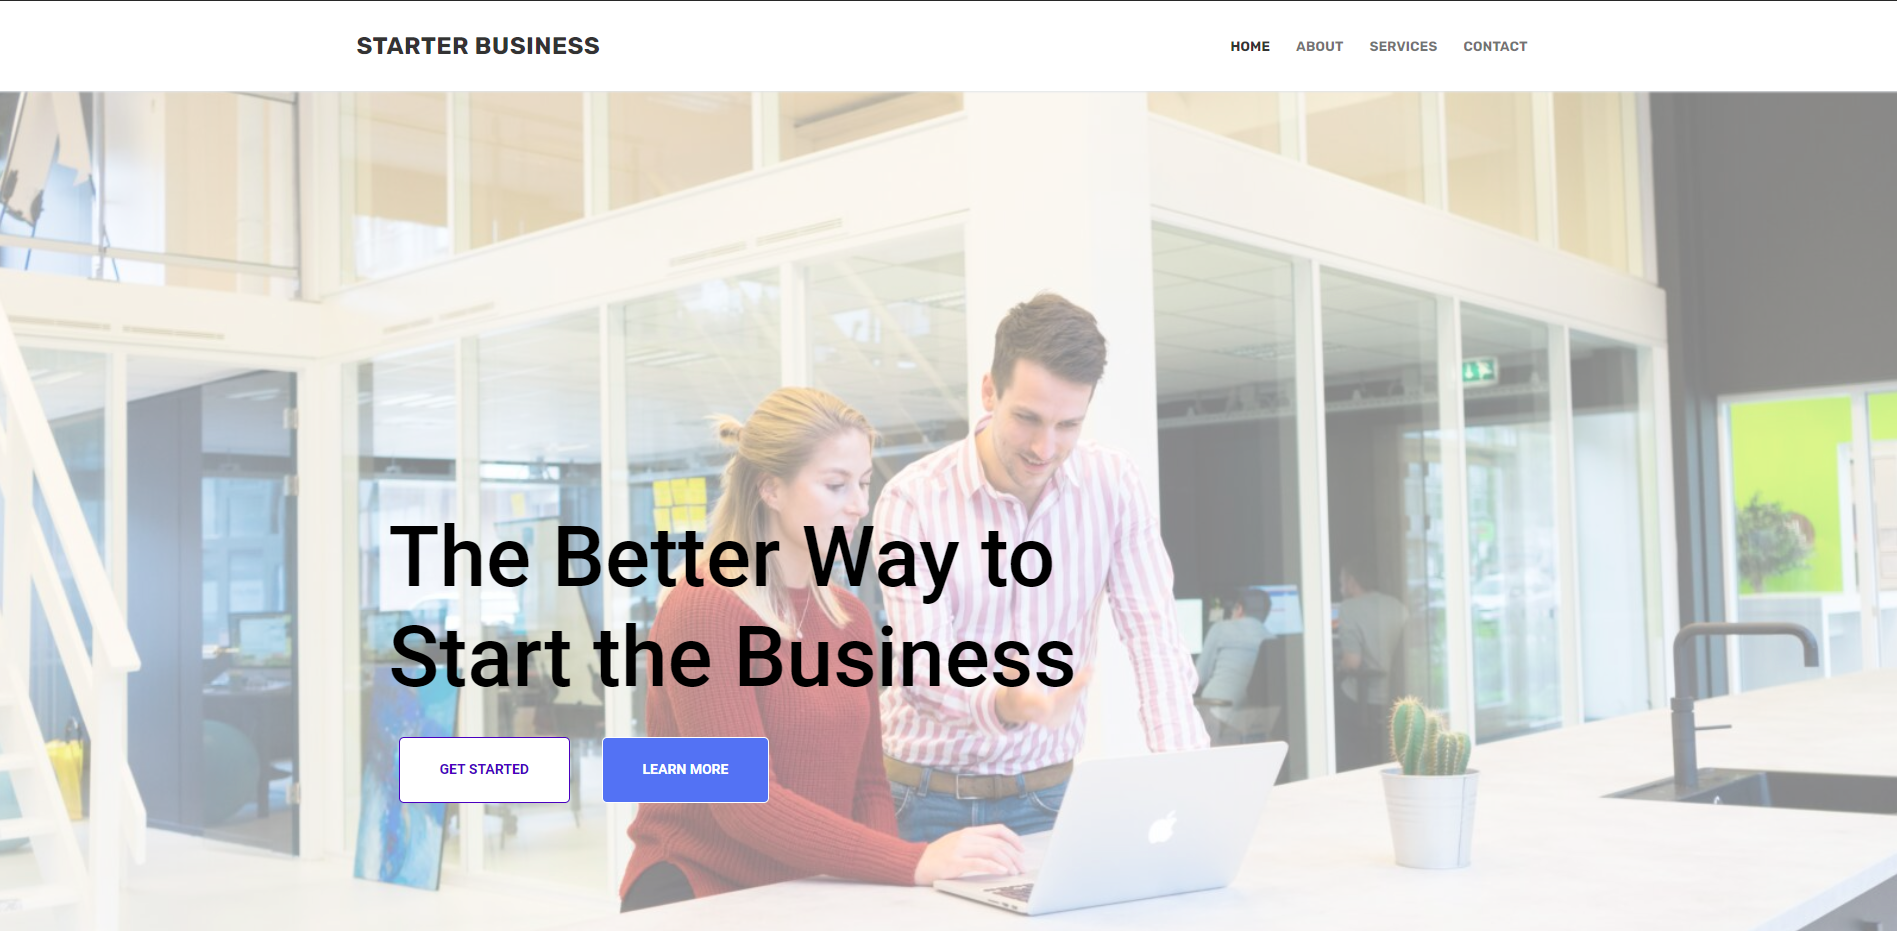 STARTER BUSINESS
HOME ABOUT SERVICES CONTACT
The Better Way to
Start the Business
GET STARTED LEARN MORE